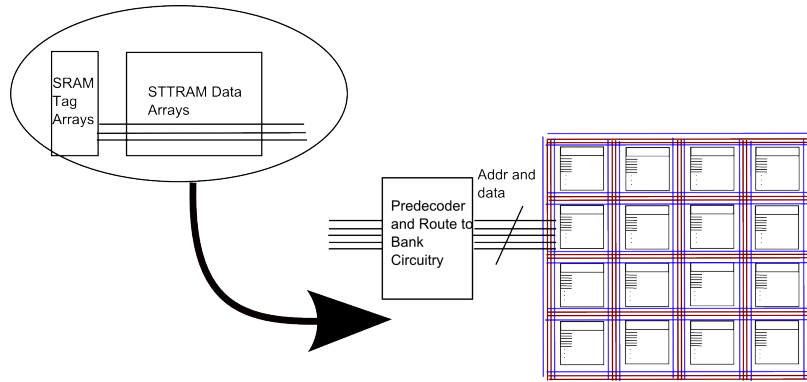 SRAM
Tag
Arrays
STTRAM Data
Arrays
Addr and
data
Predecoder
and Route to
Bank
Circuitry